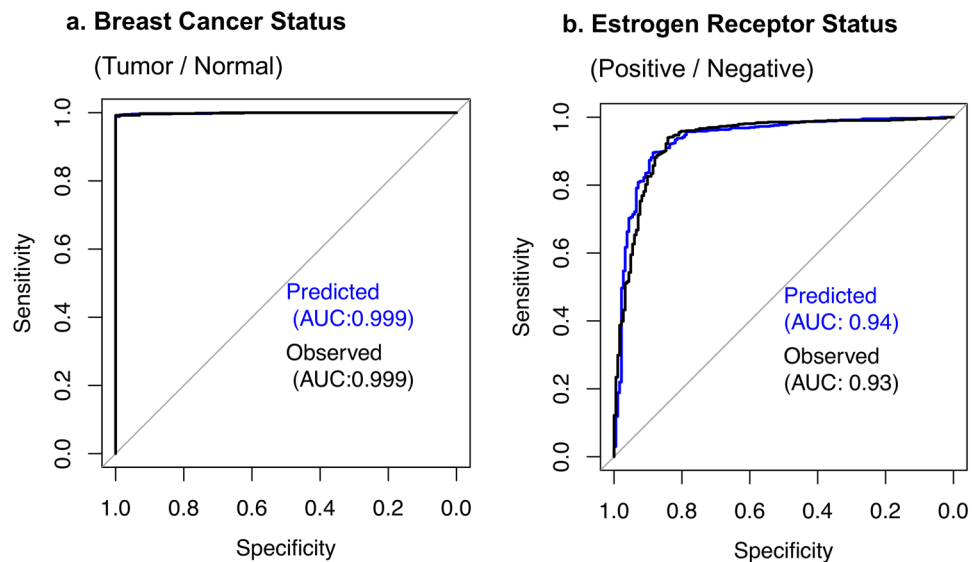 a. Breast Cancer Status
(Tumor / Normal)
1.0
0.8
0.6
0.4
0.2
0.0
Sensitivity
Predicted
(AUC:0.999)
Observed
(AUC:0.999)
1.0 0.8 0.6 0.4 0.2 0.0
Specificity
b. Estrogen Receptor Status
(Positive / Negative)
1.0
0.8
0.6
0.4
0.2
0.0
Sensitivity
Predicted
(AUC: 0.94)
Observed
(AUC: 0.93)
1.0 0.8 0.6 0.4 0.2 0.0
Specificity